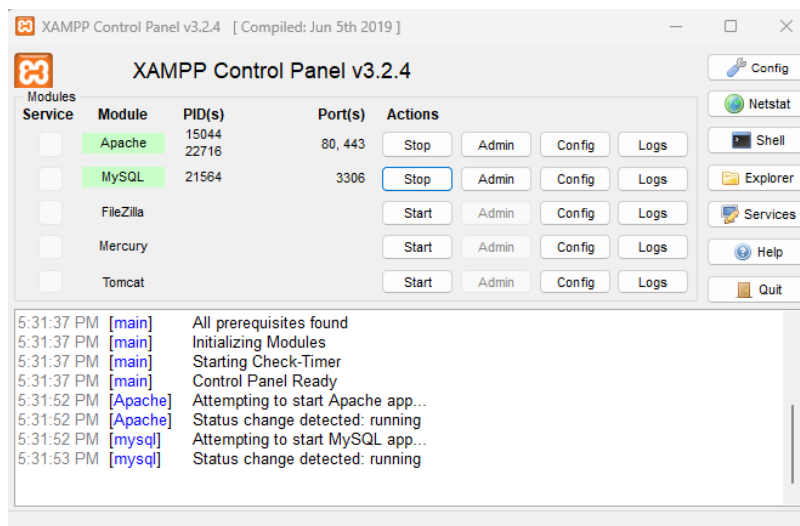 XAMPP Control Panel v3.2.4 [ Compiled: Jun 5th 2019 ]
XAMPP Control Panel v3.2.4
Config
Modules
Service Module PID(s) Port(s) Actions
Netstat
Apache 15044 22716 80, 443 Stop Admin Config Logs
Shell
MySQL 21564 3306 Stop Admin Config Logs
Explorer
FileZilla Start Admin Config Logs
Services
Mercury Start Admin Config Logs
Help
Tomcat Start Admin Config Logs
Quit
5:31:37 PM [main] All prerequisites found
5:31:37 PM [main] Initializing Modules
5:31:37 PM [main] Starting Check-Timer
5:31:37 PM [main] Control Panel Ready
5:31:52 PM [Apache] Attempting to start Apache app...
5:31:52 PM [Apache] Status change detected: running
5:31:52 PM [mysql] Attempting to start MySQL app...
5:31:53 PM [mysql] Status change detected: running